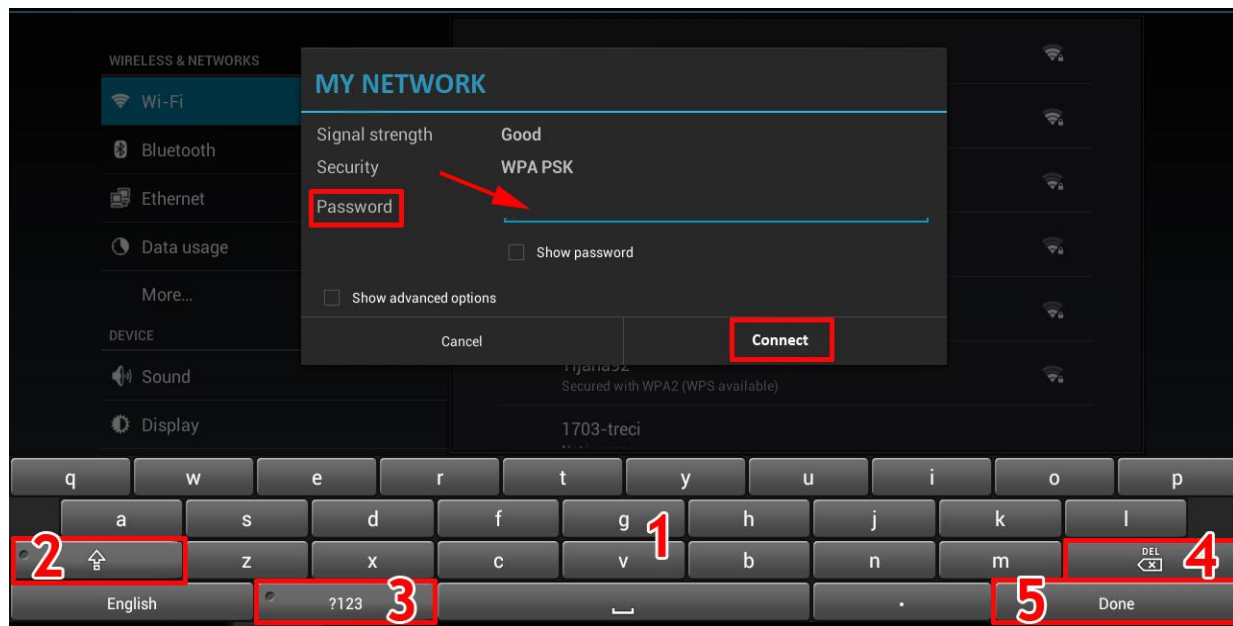 WIRELESS & NETWORKS
Wi-Fi
Bluetooth
Ethernet
Data usage
More...
DEVICE
Sound
Display
MY NETWORK
Signal strength Good
Security WPA PSK
Password
Show password
Show advanced options
Cancel Connect
Secured with WPA2 (WPS available)
1703-treci
q w e r t y u i o p
a s d f g 1 h j k l
2 z x c v b n m DEL 4
English ?123 3 . 5 Done